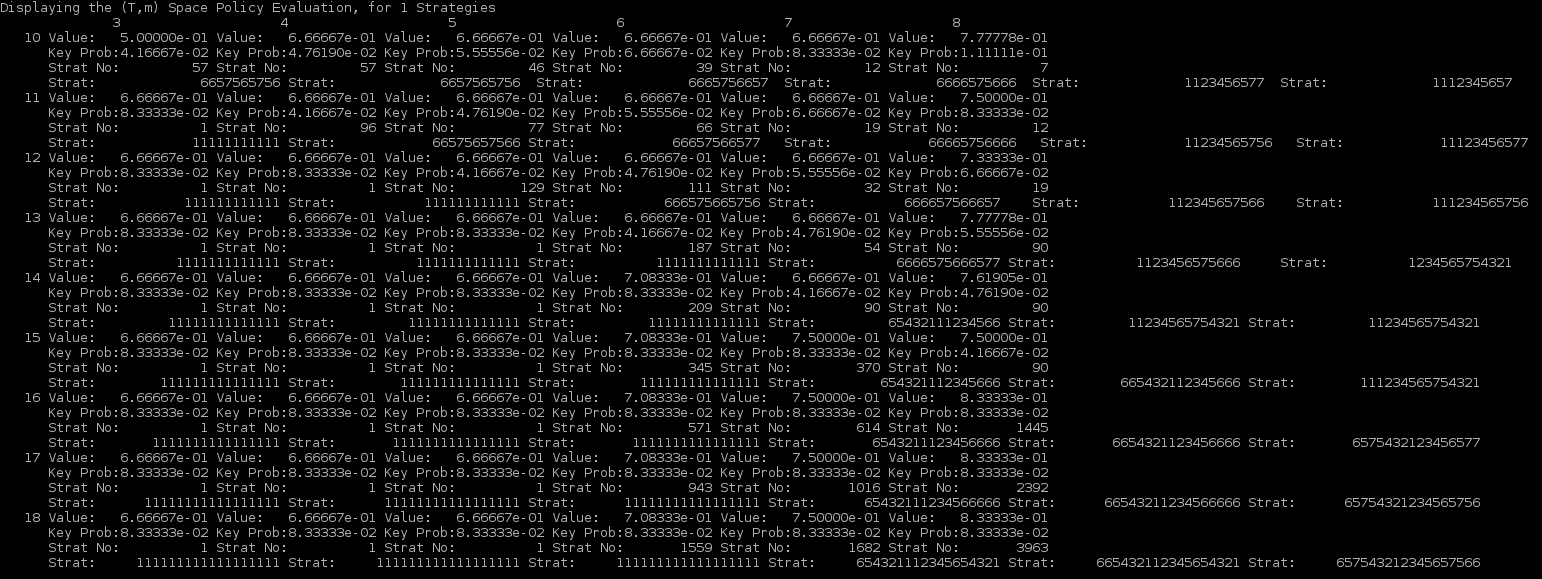 Displaying the (T,m) Space Policy Evaluation, for 1 Strategies
3 4 5 6 7 8
10 Value: 5.00000e-01 Value: 6.66667e-01 Value: 6.66667e-01 Value: 6.66667e-01 Value: 6.66667e-01 Value: 7.77778e-01
Key Prob:4.16667e-02 Key Prob:4.76190e-02 Key Prob:5.55556e-02 Key Prob:6.66667e-02 Key Prob:8.33333e-02 Key Prob:1.11111e-01
Strat No: 57 Strat No: 57 Strat No: 46 Strat No: 39 Strat No: 12 Strat No: 7
Strat: 6657565756 Strat: 6657565756 Strat: 6665756657 Strat: 6666575666 Strat: 1123456577 Strat: 1112345657
11 Value: 6.66667e-01 Value: 6.66667e-01 Value: 6.66667e-01 Value: 6.66667e-01 Value: 6.66667e-01 Value: 7.50000e-01
Key Prob:8.33333e-02 Key Prob:4.16667e-02 Key Prob:4.76190e-02 Key Prob:5.55556e-02 Key Prob:6.66667e-02 Key Prob:8.33333e-02
Strat No: 1 Strat No: 96 Strat No: 77 Strat No: 66 Strat No: 19 Strat No: 12
Strat: 11111111111 Strat: 66575657566 Strat: 66657566577 Strat: 66665756666 Strat: 11234565756 Strat: 11123456577
12 Value: 6.66667e-01 Value: 6.66667e-01 Value: 6.66667e-01 Value: 6.66667e-01 Value: 6.66667e-01 Value: 7.33333e-01
Key Prob:8.33333e-02 Key Prob:8.33333e-02 Key Prob:4.16667e-02 Key Prob:4.76190e-02 Key Prob:5.55556e-02 Key Prob:6.66667e-02
Strat No: 1 Strat No: 1 Strat No: 129 Strat No: 111 Strat No: 32 Strat No: 19
Strat: 111111111111 Strat: 111111111111 Strat: 666575665756 Strat: 666657566657 Strat: 112345657566 Strat: 111234565756
13 Value: 6.66667e-01 Value: 6.66667e-01 Value: 6.66667e-01 Value: 6.66667e-01 Value: 6.66667e-01 Value: 7.77778e-01
Key Prob:8.33333e-02 Key Prob:8.33333e-02 Key Prob:8.33333e-02 Key Prob:4.16667e-02 Key Prob:4.76190e-02 Key Prob:5.55556e-02
Strat No: 1 Strat No: 1 Strat No: 1 Strat No: 187 Strat No: 54 Strat No: 90
Strat: 1111111111111 Strat: 1111111111111 Strat: 1111111111111 Strat: 6666575666577 Strat: 1123456575666 Strat: 1234565754321
14 Value: 6.66667e-01 Value: 6.66667e-01 Value: 6.66667e-01 Value: 7.08333e-01 Value: 6.66667e-01 Value: 7.61905e-01
Key Prob:8.33333e-02 Key Prob:8.33333e-02 Key Prob:8.33333e-02 Key Prob:8.33333e-02 Key Prob:4.16667e-02 Key Prob:4.76190e-02
Strat No: 1 Strat No: 1 Strat No: 1 Strat No: 209 Strat No: 90 Strat No: 90
Strat: 11111111111111 Strat: 11111111111111 Strat: 11111111111111 Strat: 65432111234566 Strat: 11234565754321 Strat: 11234565754321
15 Value: 6.66667e-01 Value: 6.66667e-01 Value: 6.66667e-01 Value: 7.08333e-01 Value: 7.50000e-01 Value: 7.50000e-01
Key Prob:8.33333e-02 Key Prob:8.33333e-02 Key Prob:8.33333e-02 Key Prob:8.33333e-02 Key Prob:8.33333e-02 Key Prob:4.16667e-02
Strat No: 1 Strat No: 1 Strat No: 1 Strat No: 345 Strat No: 370 Strat No: 90
Strat: 111111111111111 Strat: 111111111111111 Strat: 111111111111111 Strat: 654321112345666 Strat: 665432112345666 Strat: 111234565754321
16 Value: 6.66667e-01 Value: 6.66667e-01 Value: 6.66667e-01 Value: 7.08333e-01 Value: 7.50000e-01 Value: 8.33333e-01
Key Prob:8.33333e-02 Key Prob:8.33333e-02 Key Prob:8.33333e-02 Key Prob:8.33333e-02 Key Prob:8.33333e-02 Key Prob:8.33333e-02
Strat No: 1 Strat No: 1 Strat No: 1 Strat No: 571 Strat No: 614 Strat No: 1445
Strat: 1111111111111111 Strat: 1111111111111111 Strat: 1111111111111111 Strat: 6543211123456666 Strat: 6654321123456666 Strat: 6575432123456577
17 Value: 6.66667e-01 Value: 6.66667e-01 Value: 6.66667e-01 Value: 7.08333e-01 Value: 7.50000e-01 Value: 8.33333e-01
Key Prob:8.33333e-02 Key Prob:8.33333e-02 Key Prob:8.33333e-02 Key Prob:8.33333e-02 Key Prob:8.33333e-02 Key Prob:8.33333e-02
Strat No: 1 Strat No: 1 Strat No: 1 Strat No: 943 Strat No: 1016 Strat No: 2392
Strat: 11111111111111111 Strat: 11111111111111111 Strat: 11111111111111111 Strat: 65432111234566666 Strat: 66543211234566666 Strat: 65754321234565756
18 Value: 6.66667e-01 Value: 6.66667e-01 Value: 6.66667e-01 Value: 7.08333e-01 Value: 7.50000e-01 Value: 8.33333e-01
Key Prob:8.33333e-02 Key Prob:8.33333e-02 Key Prob:8.33333e-02 Key Prob:8.33333e-02 Key Prob:8.33333e-02 Key Prob:8.33333e-02
Strat No: 1 Strat No: 1 Strat No: 1 Strat No: 1559 Strat No: 1682 Strat No: 3963
Strat: 111111111111111111 Strat: 111111111111111111 Strat: 111111111111111111 Strat: 654321112345654321 Strat: 665432112345654321 Strat: 657543212345657566